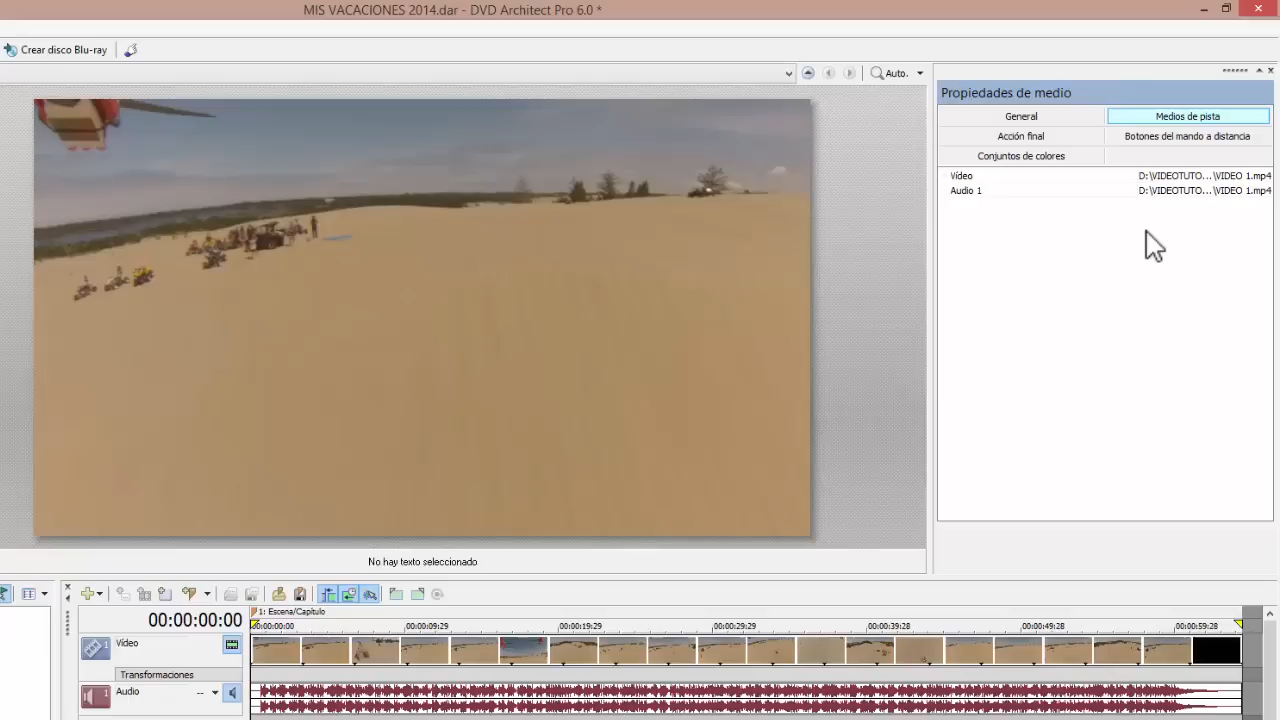 MIS VACACIONES 2014.dar - DVD Architect Pro 6.0 *
Crear disco Blu-ray
Auto.
Propiedades de medio
General
Medios de pista
Acción final
Botones del mando a distancia
Conjuntos de colores
Vídeo D:\VIDEOTUTO...\VIDEO 1.mp4
Audio 1 D:\VIDEOTUTO...\VIDEO 1.mp4
No hay texto seleccionado
1: Escena/Capítulo
00:00:00:00
00:00:00:00 00:00:09:29 00:00:19:29 00:00:29:29 00:00:39:28 00:00:49:28 00:00:59:28
1 Vídeo
Transformaciones
1 Audio --